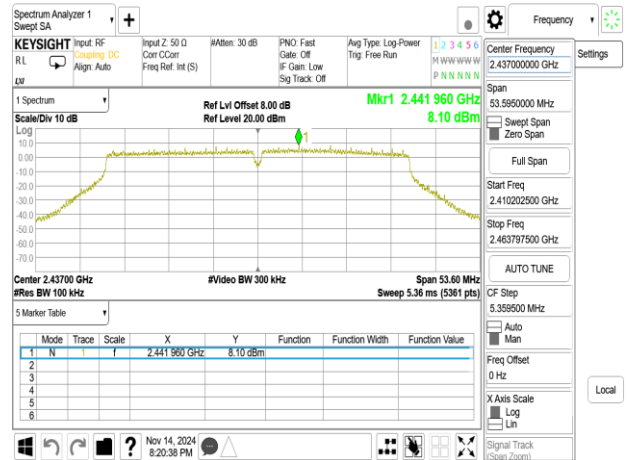 Spectrum Analyzer 1
Swept SA
+
Frequency
KEYSIGHT
RL
Input: RF
Coupling: DC
Align: Auto
Input Z: 50 Ω
Corr CCorr
Freq Ref: Int (S)
#Atten: 30 dB
PNO: Fast
Gate: Off
IF Gain: Low
Sig Track: Off
Avg Type: Log-Power
Trig: Free Run
1 2 3 4 5 6
M W W W W W
P N N N N N
1 Spectrum
Scale/Div 10 dB
Ref Lvl Offset 8.00 dB
Ref Level 20.00 dBm
Mkr1 2.441 960 GHz
8.10 dBm
Log
10.0
0.00
-10.0
-20.0
-30.0
-40.0
-50.0
-60.0
-70.0
1
Center 2.43700 GHz
#Res BW 100 kHz
#Video BW 300 kHz
Span 53.60 MHz
Sweep 5.36 ms (5361 pts)
5 Marker Table
Mode Trace Scale X Y Function Function Width Function Value
1 N 1 f 2.441 960 GHz 8.10 dBm
2
3
4
5
6
Nov 14, 2024
8:20:38 PM
?
Center Frequency
2.437000000 GHz
Settings
Span
53.5950000 MHz
Swept Span
Zero Span
Full Span
Start Freq
2.410202500 GHz
Stop Freq
2.463797500 GHz
AUTO TUNE
CF Step
5.359500 MHz
Auto
Man
Freq Offset
0 Hz
X Axis Scale
Log
Lin
Local
Signal Track
(Span Zoom)